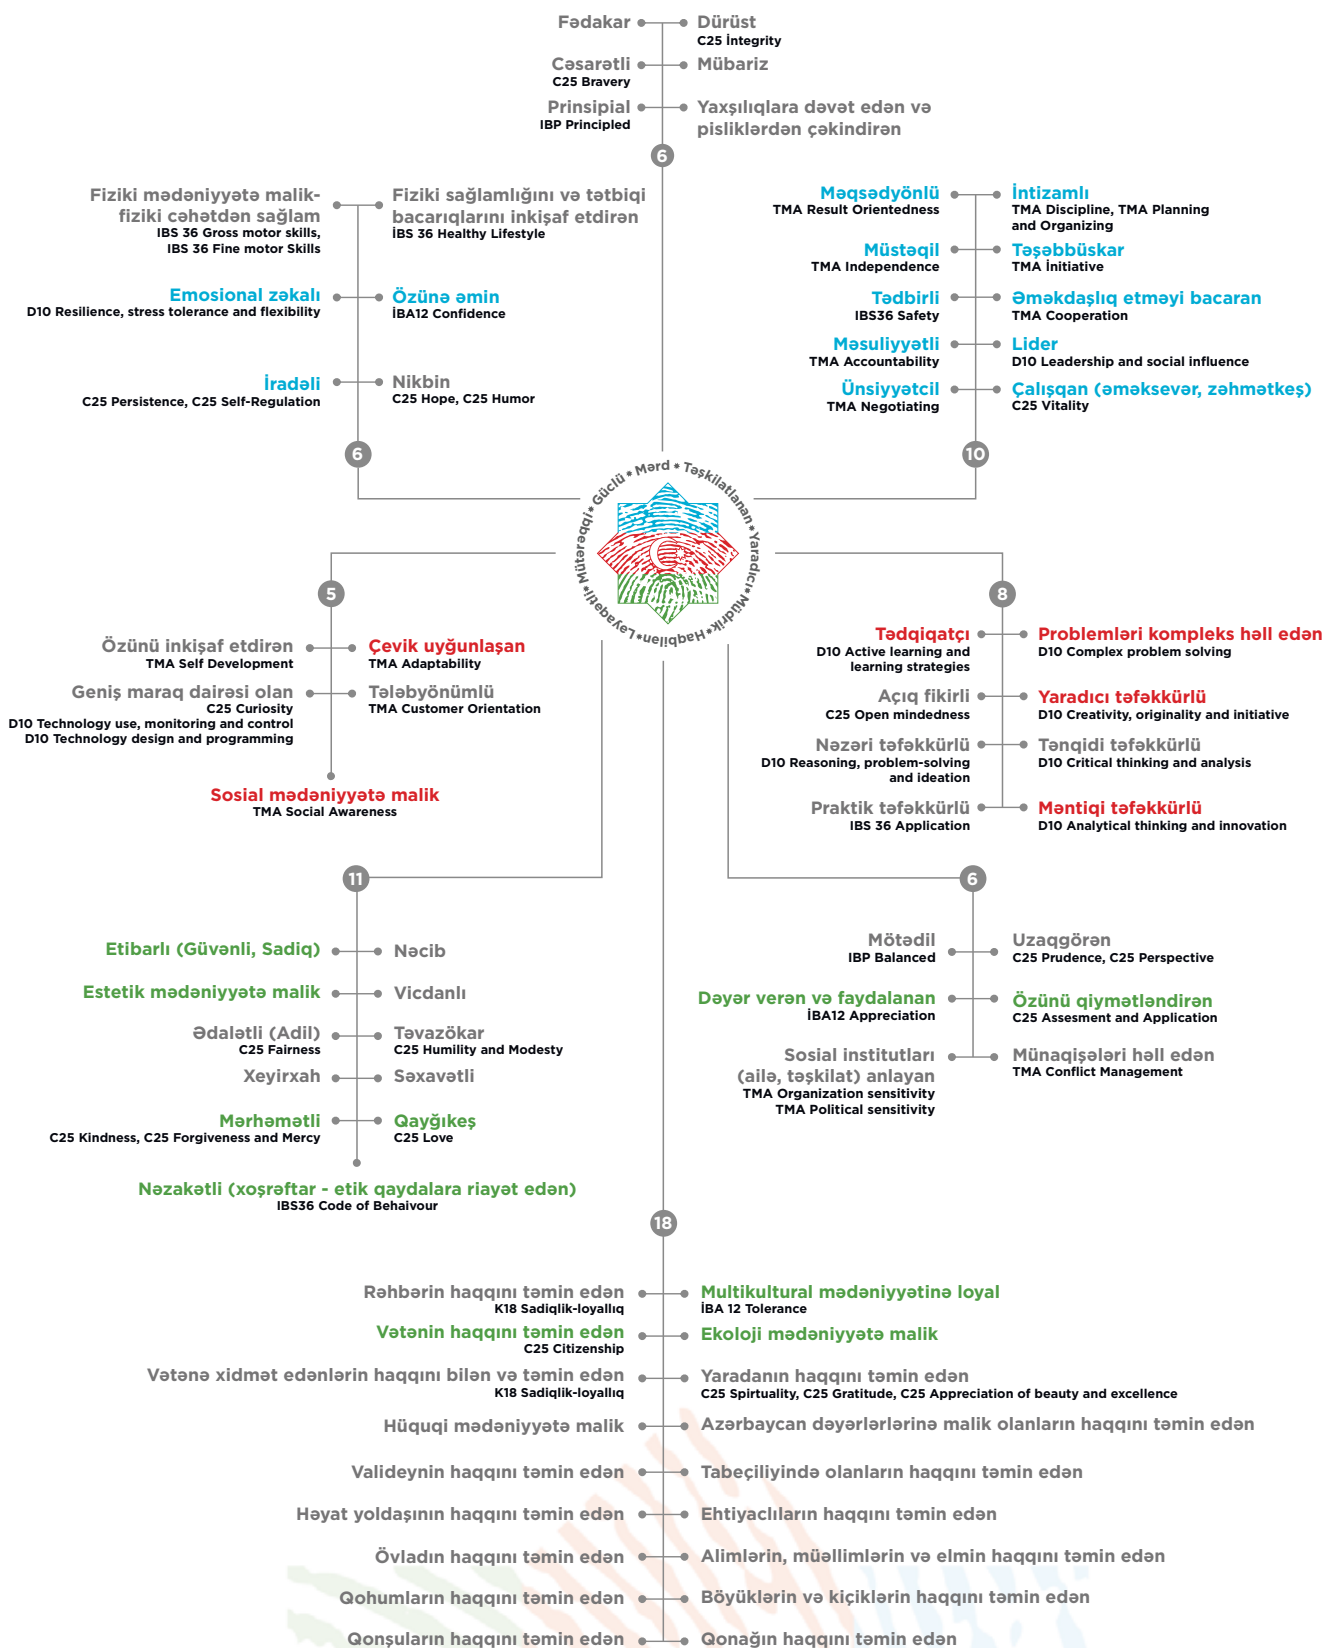 Fədakar
Dürüst
C25 İntegrity
Cəsarətli
C25 Bravery
Mübariz
Prinsipial
IBP Principled
Yaxşılıqlara dəvət edən və
pisliklərdən çəkindirən
6
Fiziki mədəniyyətə malik-
fiziki cəhətdən sağlam
IBS 36 Gross motor skills,
IBS 36 Fine motor Skills
Fiziki sağlamlığını və tətbiqi
bacarıqlarını inkişaf etdirən
İBS 36 Healthy Lifestyle
Emosional zəkalı
D10 Resilience, stress tolerance and flexibility
Özünə əmin
İBA12 Confidence
İradəli
C25 Persistence, C25 Self-Regulation
Nikbin
C25 Hope, C25 Humor
6
Məqsədyönlü
TMA Result Orientedness
İntizamlı
TMA Discipline, TMA Planning
and Organizing
Müstəqil
TMA Independence
Təşəbbüskar
TMA İnitiative
Tədbirli
IBS36 Safety
Əməkdaşlıq etməyi bacaran
TMA Cooperation
Məsuliyyətli
TMA Accountability
Lider
D10 Leadership and social influence
Ünsiyyətcil
TMA Negotiating
Çalışqan (əməksevər, zəhmətkeş)
C25 Vitality
10
Mərd * Təşkilatlanan * Yaradıcı * Müdrik * Haqqbilən * Ləyaqətli * Mütərəqqi * Güclü *
5
Özünü inkişaf etdirən
TMA Self Development
Çevik uyğunlaşan
TMA Adaptability
Geniş maraq dairəsi olan
C25 Curiosity
D10 Technology use, monitoring and control
D10 Technology design and programming
Tələbyönümlü
TMA Customer Orientation
Sosial mədəniyyətə malik
TMA Social Awareness
8
Tədqiqatçı
D10 Active learning and
learning strategies
Problemləri kompleks həll edən
D10 Complex problem solving
Açıq fikirli
C25 Open mindedness
Yaradıcı təfəkkürlü
D10 Creativity, originality and initiative
Nəzəri təfəkkürlü
D10 Reasoning, problem-solving
and ideation
Tənqidi təfəkkürlü
D10 Critical thinking and analysis
Praktik təfəkkürlü
IBS 36 Application
Məntiqi təfəkkürlü
D10 Analytical thinking and innovation
11
Etibarlı (Güvənli, Sadiq)
Nəcib
Estetik mədəniyyətə malik
Vicdanlı
Ədalətli (Adil)
C25 Fairness
Təvazökar
C25 Humility and Modesty
Xeyirxah
Səxavətli
Mərhəmətli
C25 Kindness, C25 Forgiveness and Mercy
Qayğıkeş
C25 Love
Nəzakətli (xoşrəftar - etik qaydalara riayət edən)
IBS36 Code of Behaivour
6
Mötədil
IBP Balanced
Uzaqgörən
C25 Prudence, C25 Perspective
Dəyər verən və faydalanan
İBA12 Appreciation
Özünü qiymətləndirən
C25 Assesment and Application
Sosial institutları
(ailə, təşkilat) anlayan
TMA Organization sensitivity
TMA Political sensitivity
Münaqişələri həll edən
TMA Conflict Management
18
Rəhbərin haqqını təmin edən
K18 Sadiqlik-loyallıq
Multikultural mədəniyyətinə loyal
İBA 12 Tolerance
Vətənin haqqını təmin edən
C25 Citizenship
Ekoloji mədəniyyətə malik
Vətənə xidmət edənlərin haqqını bilən və təmin edən
K18 Sadiqlik-loyallıq
Yaradanın haqqını təmin edən
C25 Spirtuality, C25 Gratitude, C25 Appreciation of beauty and excellence
Hüquqi mədəniyyətə malik
Azərbaycan dəyərlərlərinə malik olanların haqqını təmin edən
Valideynin haqqını təmin edən
Tabeçiliyində olanların haqqını təmin edən
Həyat yoldaşının haqqını təmin edən
Ehtiyaclıların haqqını təmin edən
Övladın haqqını təmin edən
Alimlərin, müəllimlərin və elmin haqqını təmin edən
Qohumların haqqını təmin edən
Böyüklərin və kiçiklərin haqqını təmin edən
Qonşuların haqqını təmin edən
Qonağın haqqını təmin edən